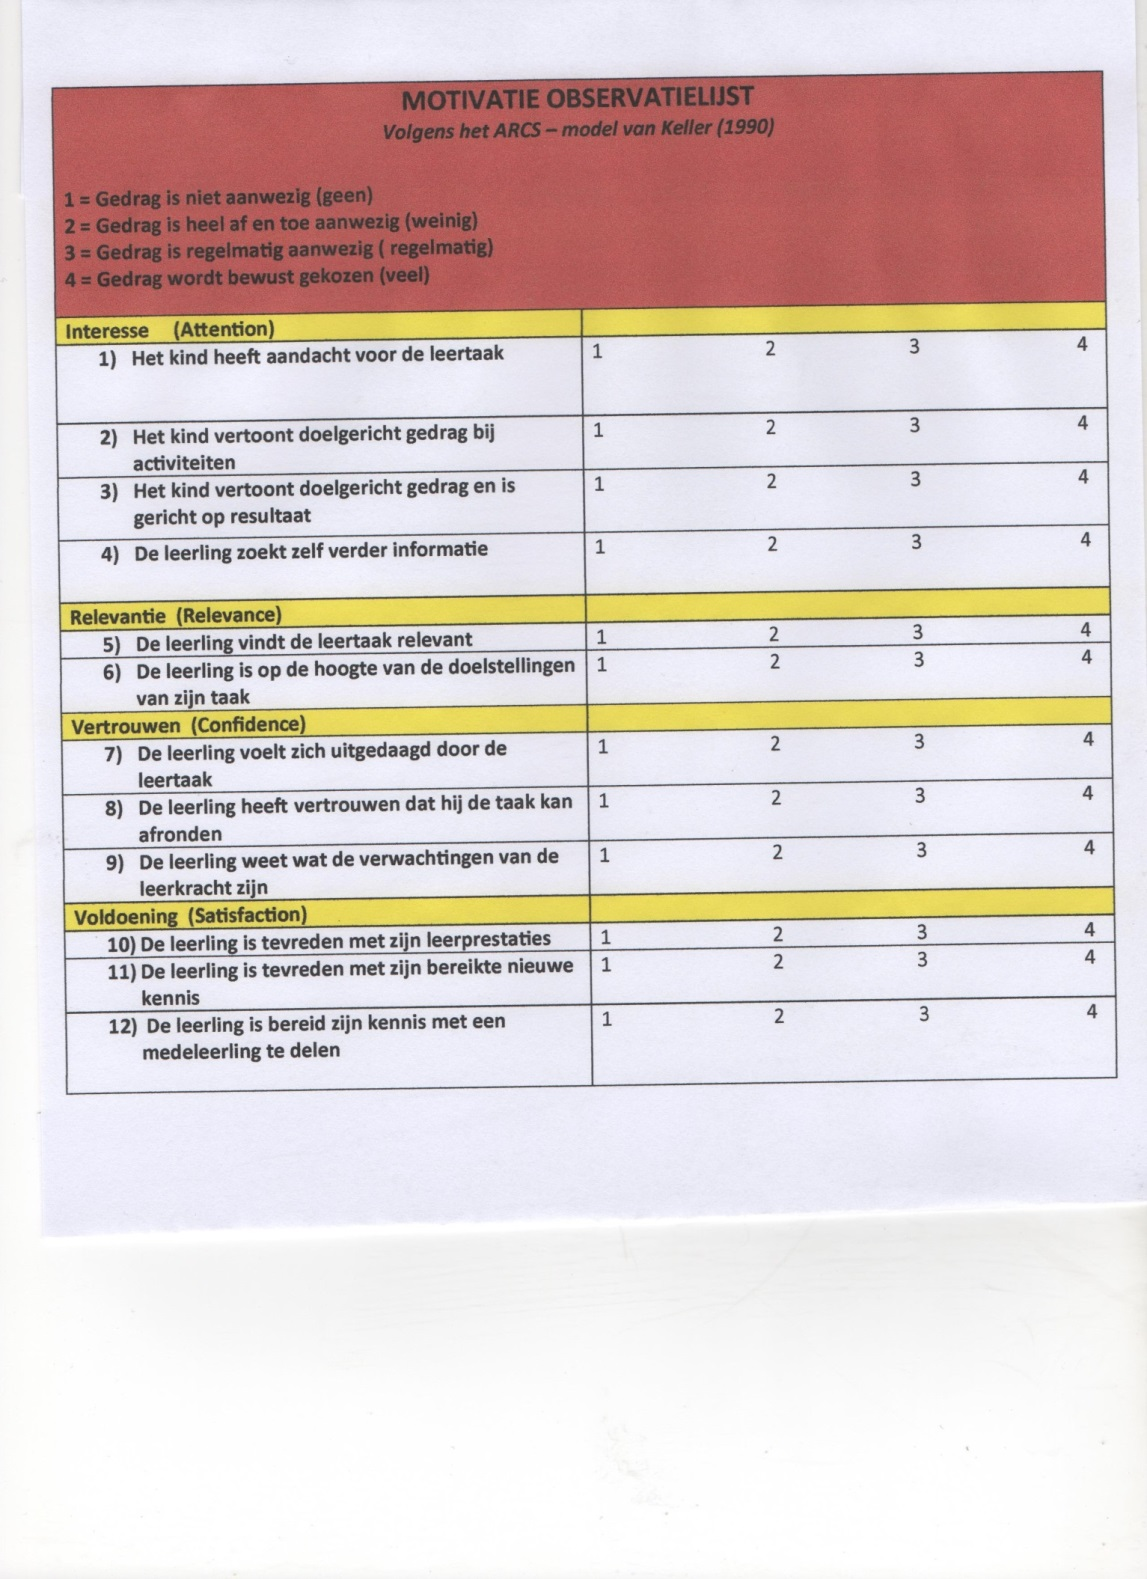 MOTIVATIE OBSERVATIELIJST
Volgens het ARCS – model van Keller (1990)
1 = Gedrag is niet aanwezig (geen)
2 = Gedrag is heel af en toe aanwezig (weinig)
3 = Gedrag is regelmatig aanwezig ( regelmatig)
4 = Gedrag wordt bewust gekozen (veel)
Interesse (Attention)
1) Het kind heeft aandacht voor de leertaak 1 2 3 4
2) Het kind vertoont doelgericht gedrag bij 1 2 3 4
activiteiten
3) Het kind vertoont doelgericht gedrag en is 1 2 3 4
gericht op resultaat
4) De leerling zoekt zelf verder informatie 1 2 3 4
Relevantie (Relevance)
5) De leerling vindt de leertaak relevant 1 2 3 4
6) De leerling is op de hoogte van de doelstellingen 1 2 3 4
van zijn taak
Vertrouwen (Confidence)
7) De leerling voelt zich uitgedaagd door de 1 2 3 4
leertaak
8) De leerling heeft vertrouwen dat hij de taak kan 1 2 3 4
afronden
9) De leerling weet wat de verwachtingen van de 1 2 3 4
leerkracht zijn
Voldoening (Satisfaction)
10) De leerling is tevreden met zijn leerprestaties 1 2 3 4
11) De leerling is tevreden met zijn bereikte nieuwe 1 2 3 4
kennis
12) De leerling is bereid zijn kennis met een 1 2 3 4
medeleerling te delen